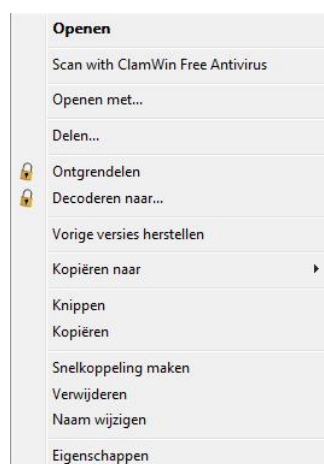 Openen
Scan with ClamWin Free Antivirus
Openen met...
Delen...
Ontgrendelen
Decoderen naar...
Vorige versies herstellen
Kopiëren naar
Knippen
Kopiëren
Snelkoppeling maken
Verwijderen
Naam wijzigen
Eigenschappen